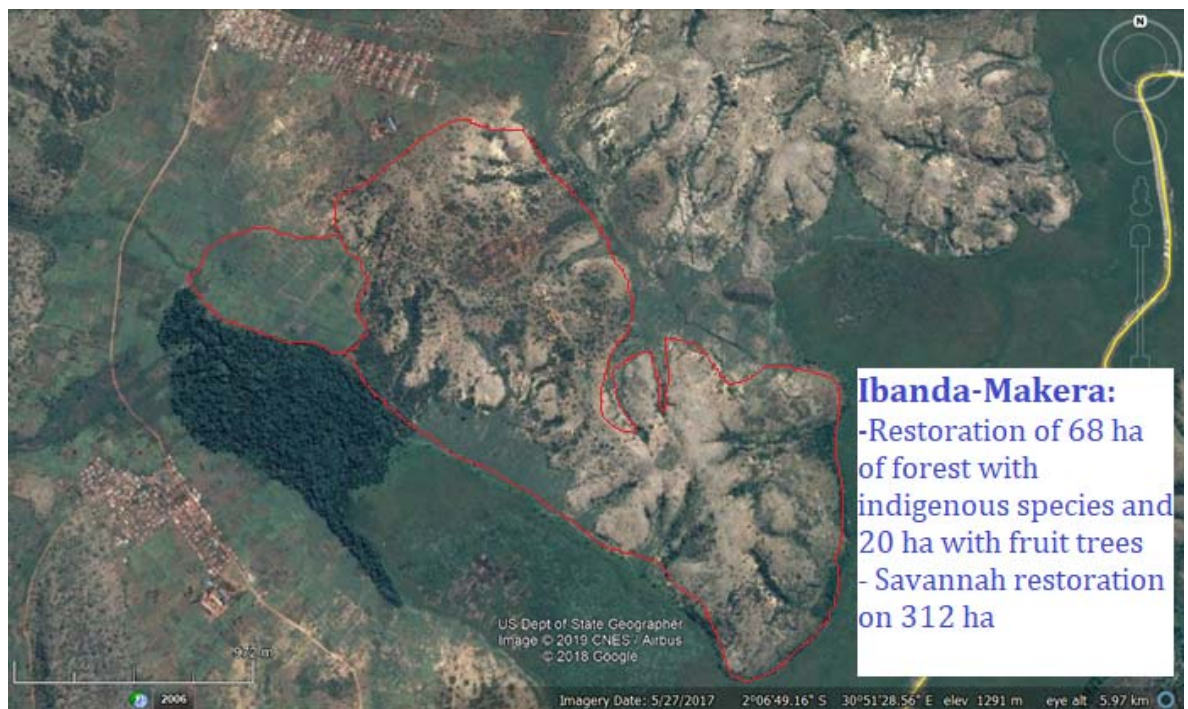 N
Ibanda-Makera:
-Restoration of 68 ha
of forest with
indigenous species and
20 ha with fruit trees
- Savannah restoration
on 312 ha
US Dept of State Geographer
Image © 2019 CNES / Airbus
© 2018 Google
972 m
2006
Imagery Date: 5/27/2017 2°06'49.16" S 30°51'28.56" E elev 1291 m eye alt 5.97 km